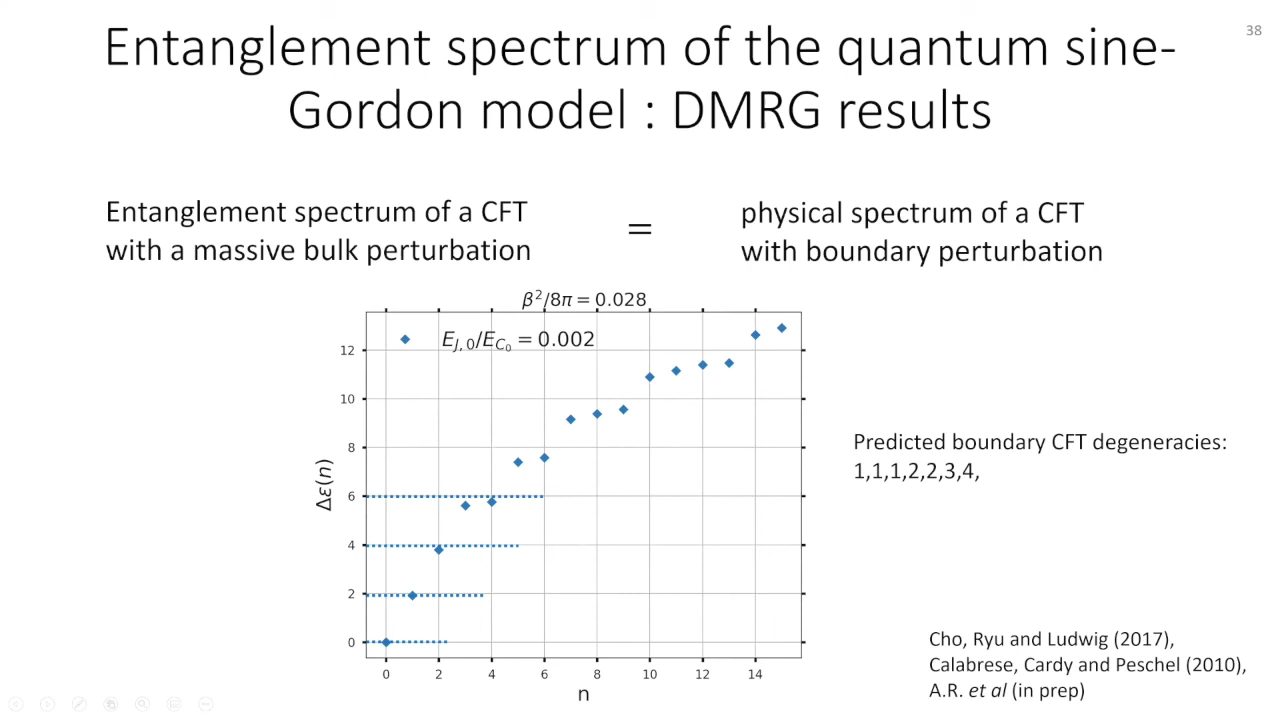 38
Entanglement spectrum of the quantum sine-
Gordon model : DMRG results
Entanglement spectrum of a CFT
with a massive bulk perturbation
=
physical spectrum of a CFT
with boundary perturbation
β²/8π = 0.028
E_{J,0}/E_{C_0} = 0.002
12
10
8
6
4
2
0
Δε(n)
0 2 4 6 8 10 12 14
n
Predicted boundary CFT degeneracies:
1,1,1,2,2,3,4,
Cho, Ryu and Ludwig (2017),
Calabrese, Cardy and Peschel (2010),
A.R. et al (in prep)